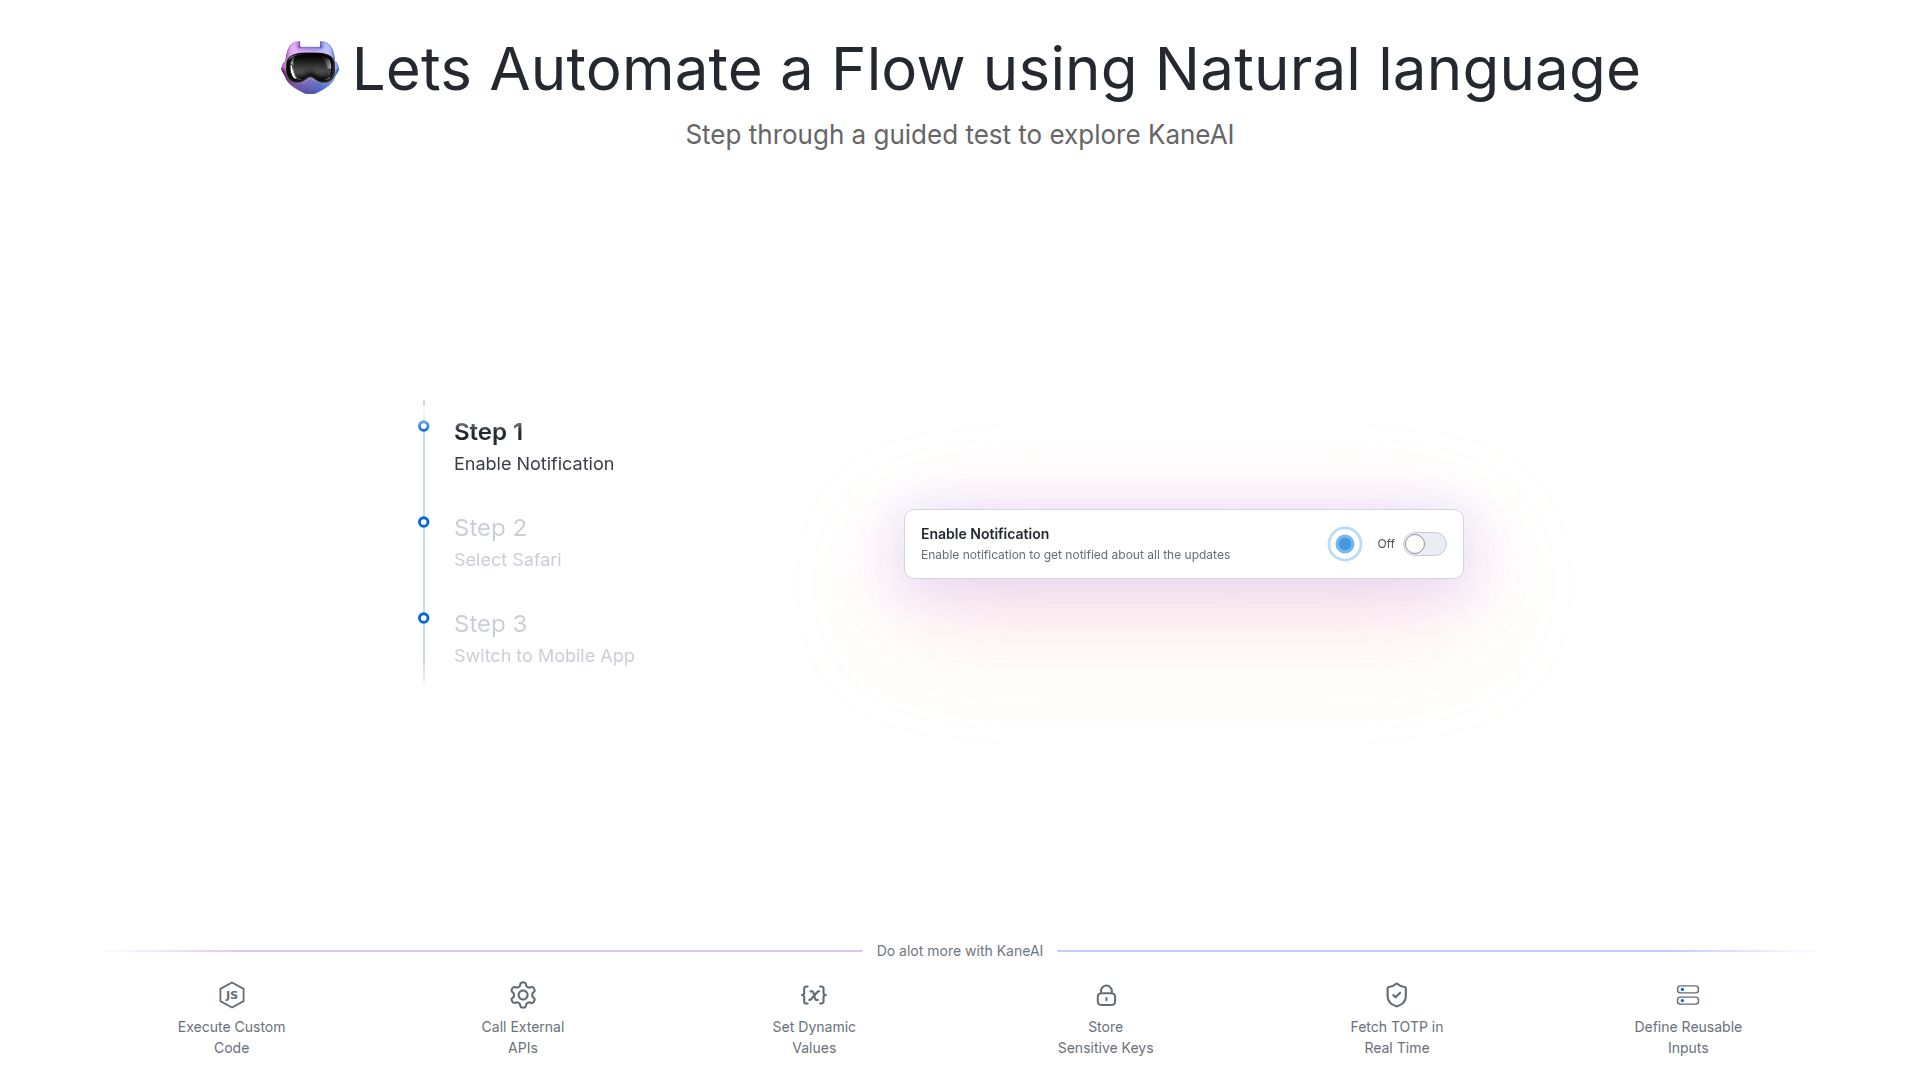 Lets Automate a Flow using Natural language
Step through a guided test to explore KaneAI
Step 1
Enable Notification
Step 2
Select Safari
Step 3
Switch to Mobile App
Enable Notification
Enable notification to get notified about all the updates
Off
Do alot more with KaneAI
JS
Execute Custom
Code
Call External
APIs
{x}
Set Dynamic
Values
Store
Sensitive Keys
Fetch TOTP in
Real Time
Define Reusable
Inputs